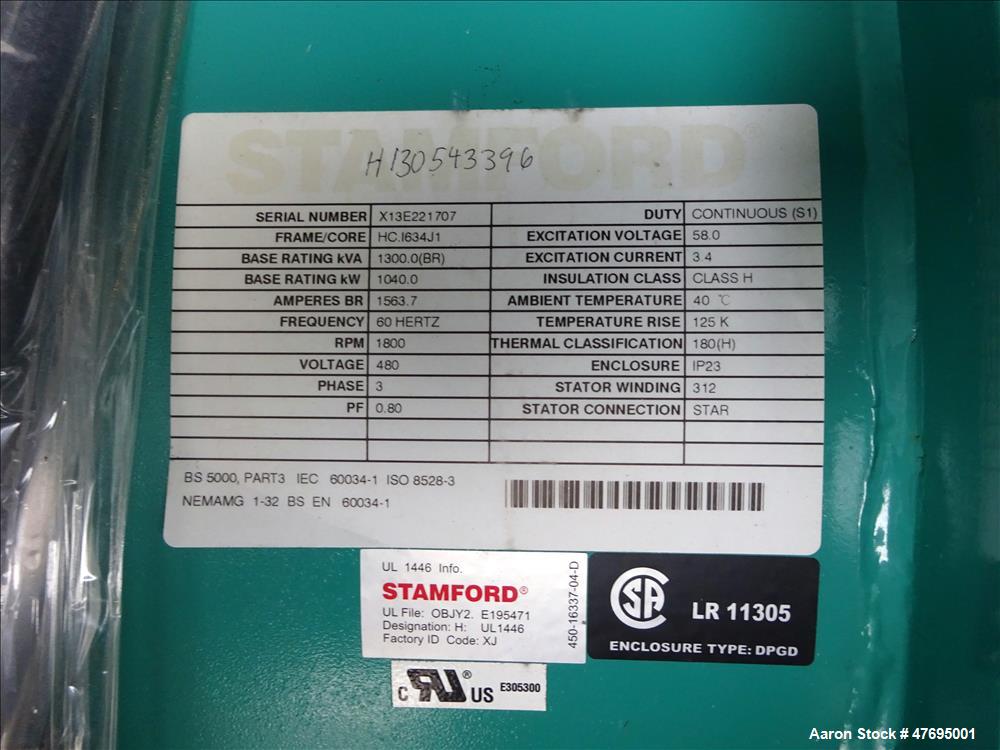 STAMFORD®
H130543396
SERIAL NUMBER X13E221707 DUTY CONTINUOUS (S1)
FRAME/CORE HC.I634J1 EXCITATION VOLTAGE 58.0
BASE RATING kVA 1300.0(BR) EXCITATION CURRENT 3.4
BASE RATING kW 1040.0 INSULATION CLASS CLASS H
AMPERES BR 1563.7 AMBIENT TEMPERATURE 40 ℃
FREQUENCY 60 HERTZ TEMPERATURE RISE 125 K
RPM 1800 THERMAL CLASSIFICATION 180(H)
VOLTAGE 480 ENCLOSURE IP23
PHASE 3 STATOR WINDING 312
PF 0.80 STATOR CONNECTION STAR
BS 5000, PART3 IEC 60034-1 ISO 8528-3
NEMAMG 1-32 BS EN 60034-1
UL 1446 Info.
STAMFORD®
UL File: OBJY2. E195471
Designation: H: UL1446
Factory ID Code: XJ
450-16337-04-D
SA LR 11305
ENCLOSURE TYPE: DPGD
C RU® US E305300
Aaron Stock # 47695001